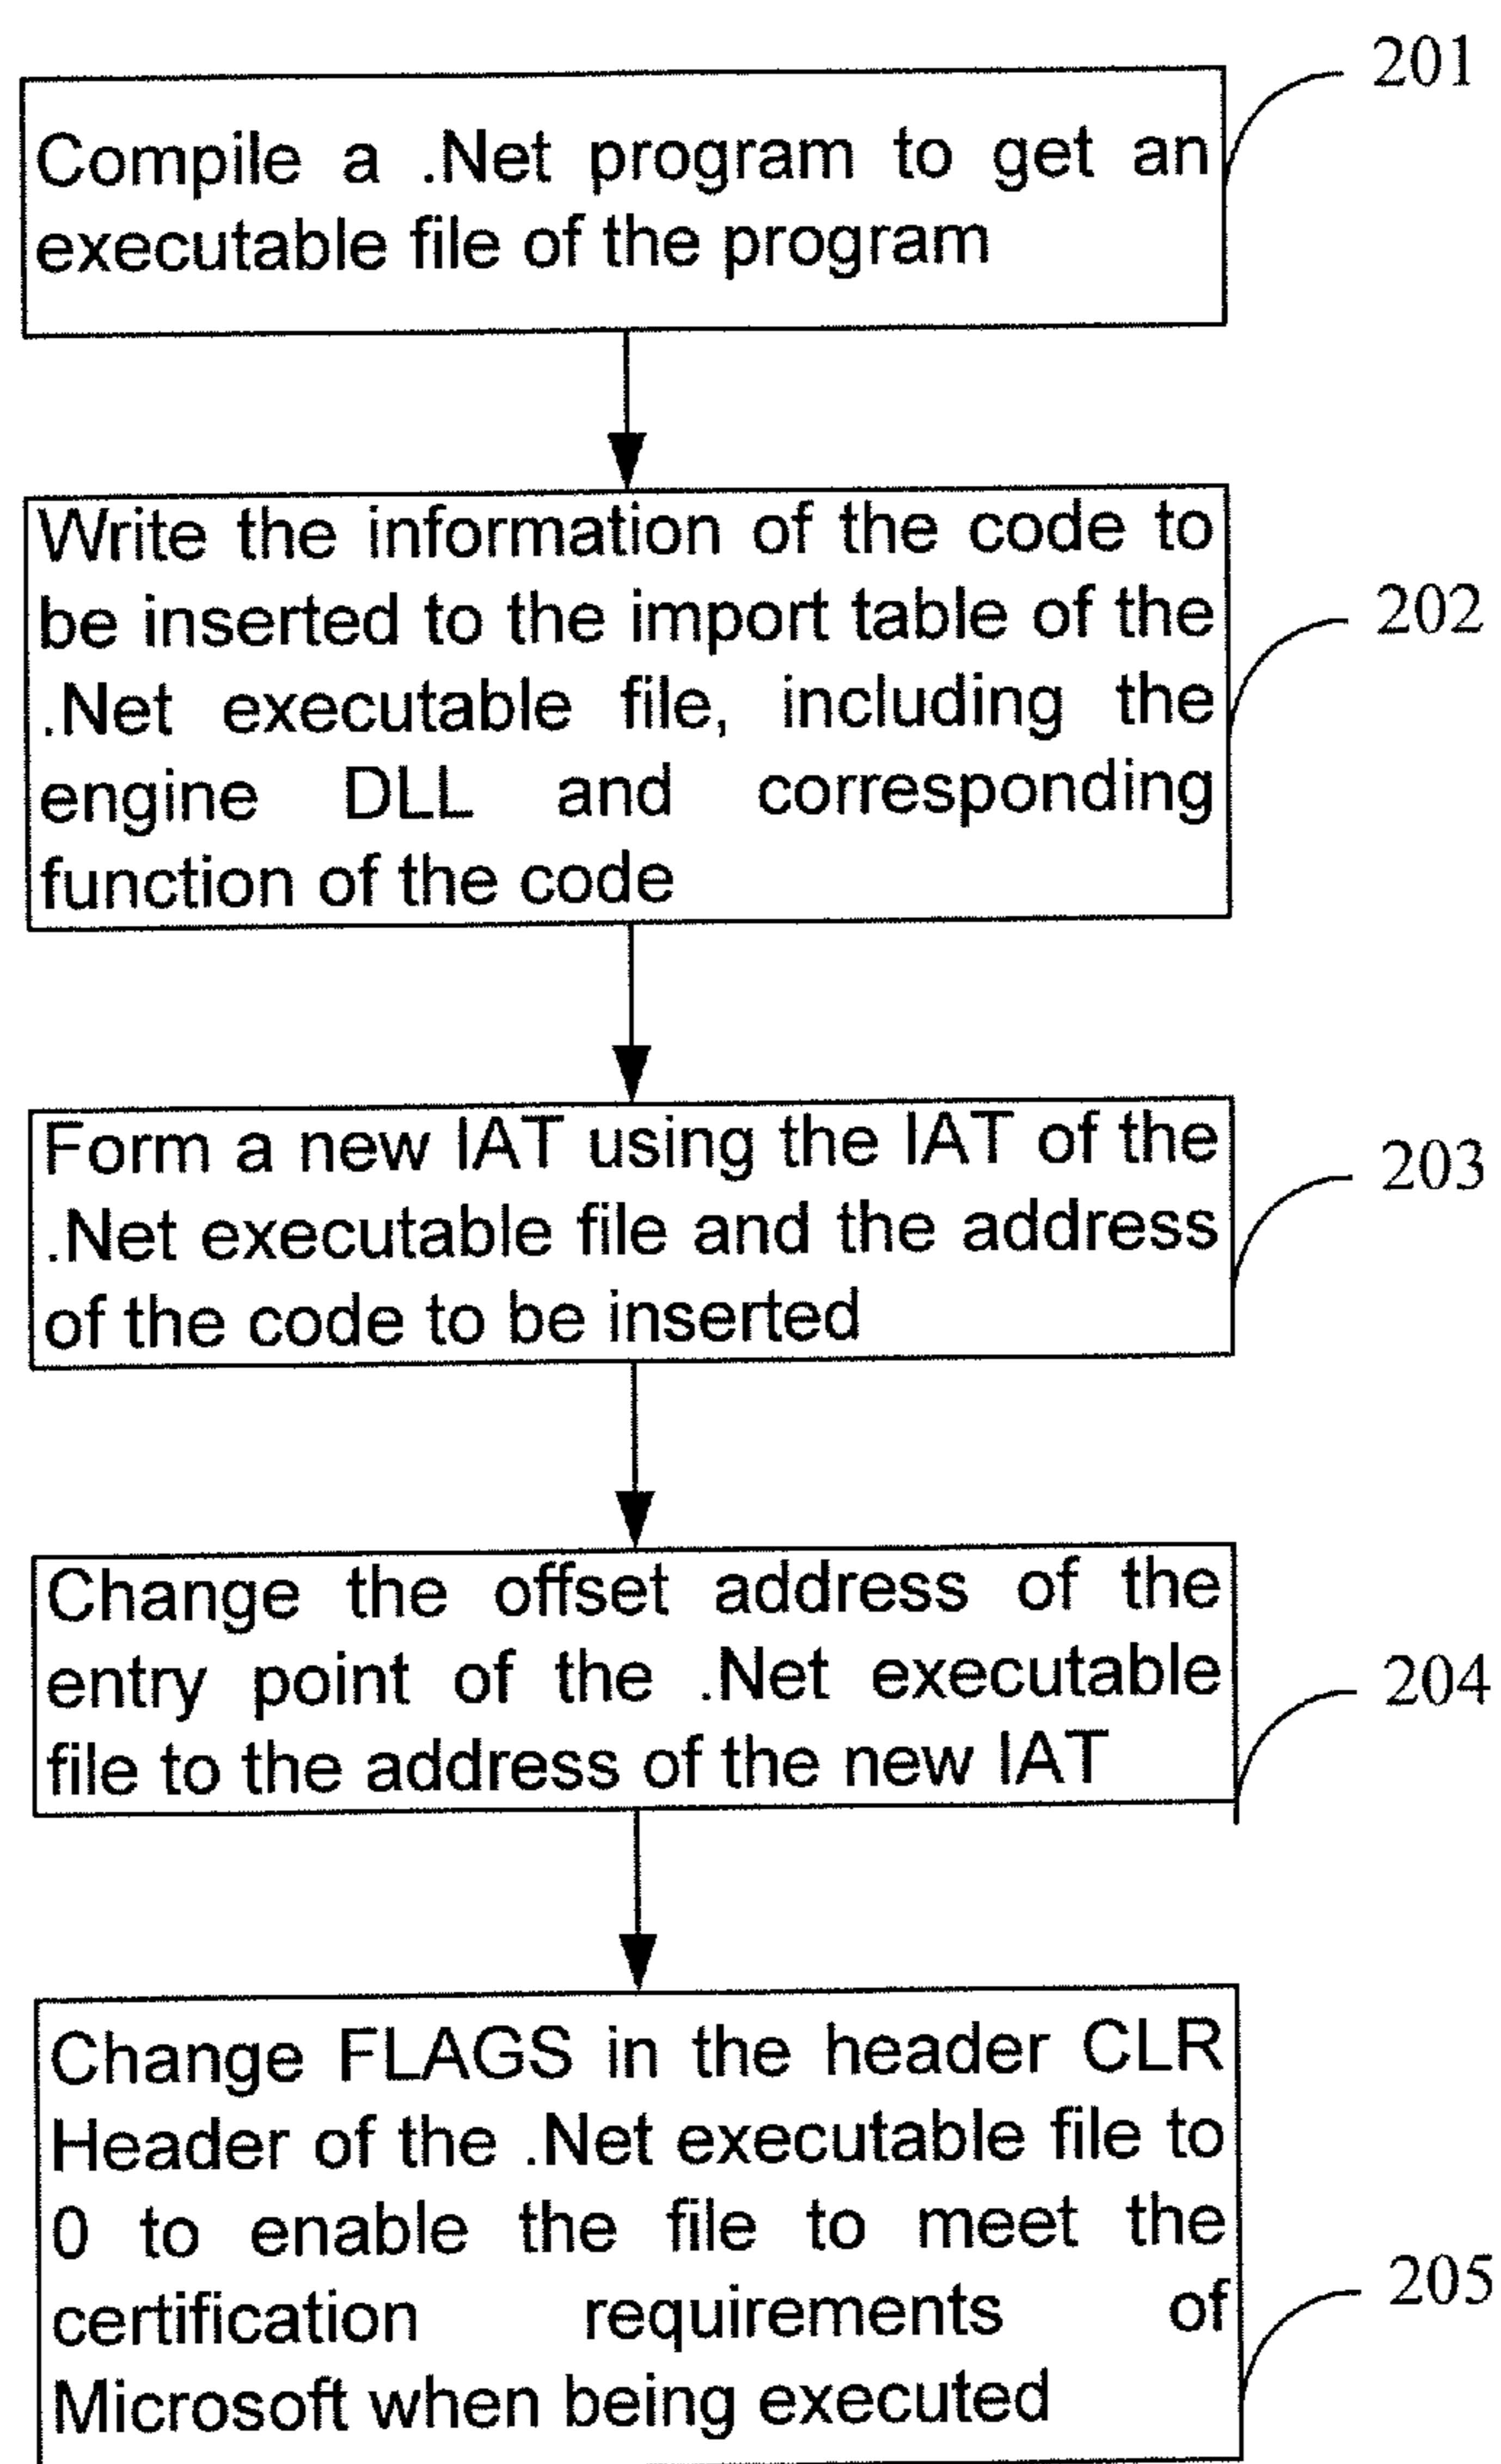 201
Compile a .Net program to get an
executable file of the program
Write the information of the code to
be inserted to the import table of the
.Net executable file, including the
engine DLL and corresponding
function of the code
202
Form a new IAT using the IAT of the
.Net executable file and the address
of the code to be inserted
203
Change the offset address of the
entry point of the .Net executable
file to the address of the new IAT
204
Change FLAGS in the header CLR
Header of the .Net executable file to
0 to enable the file to meet the
certification requirements of
Microsoft when being executed
205